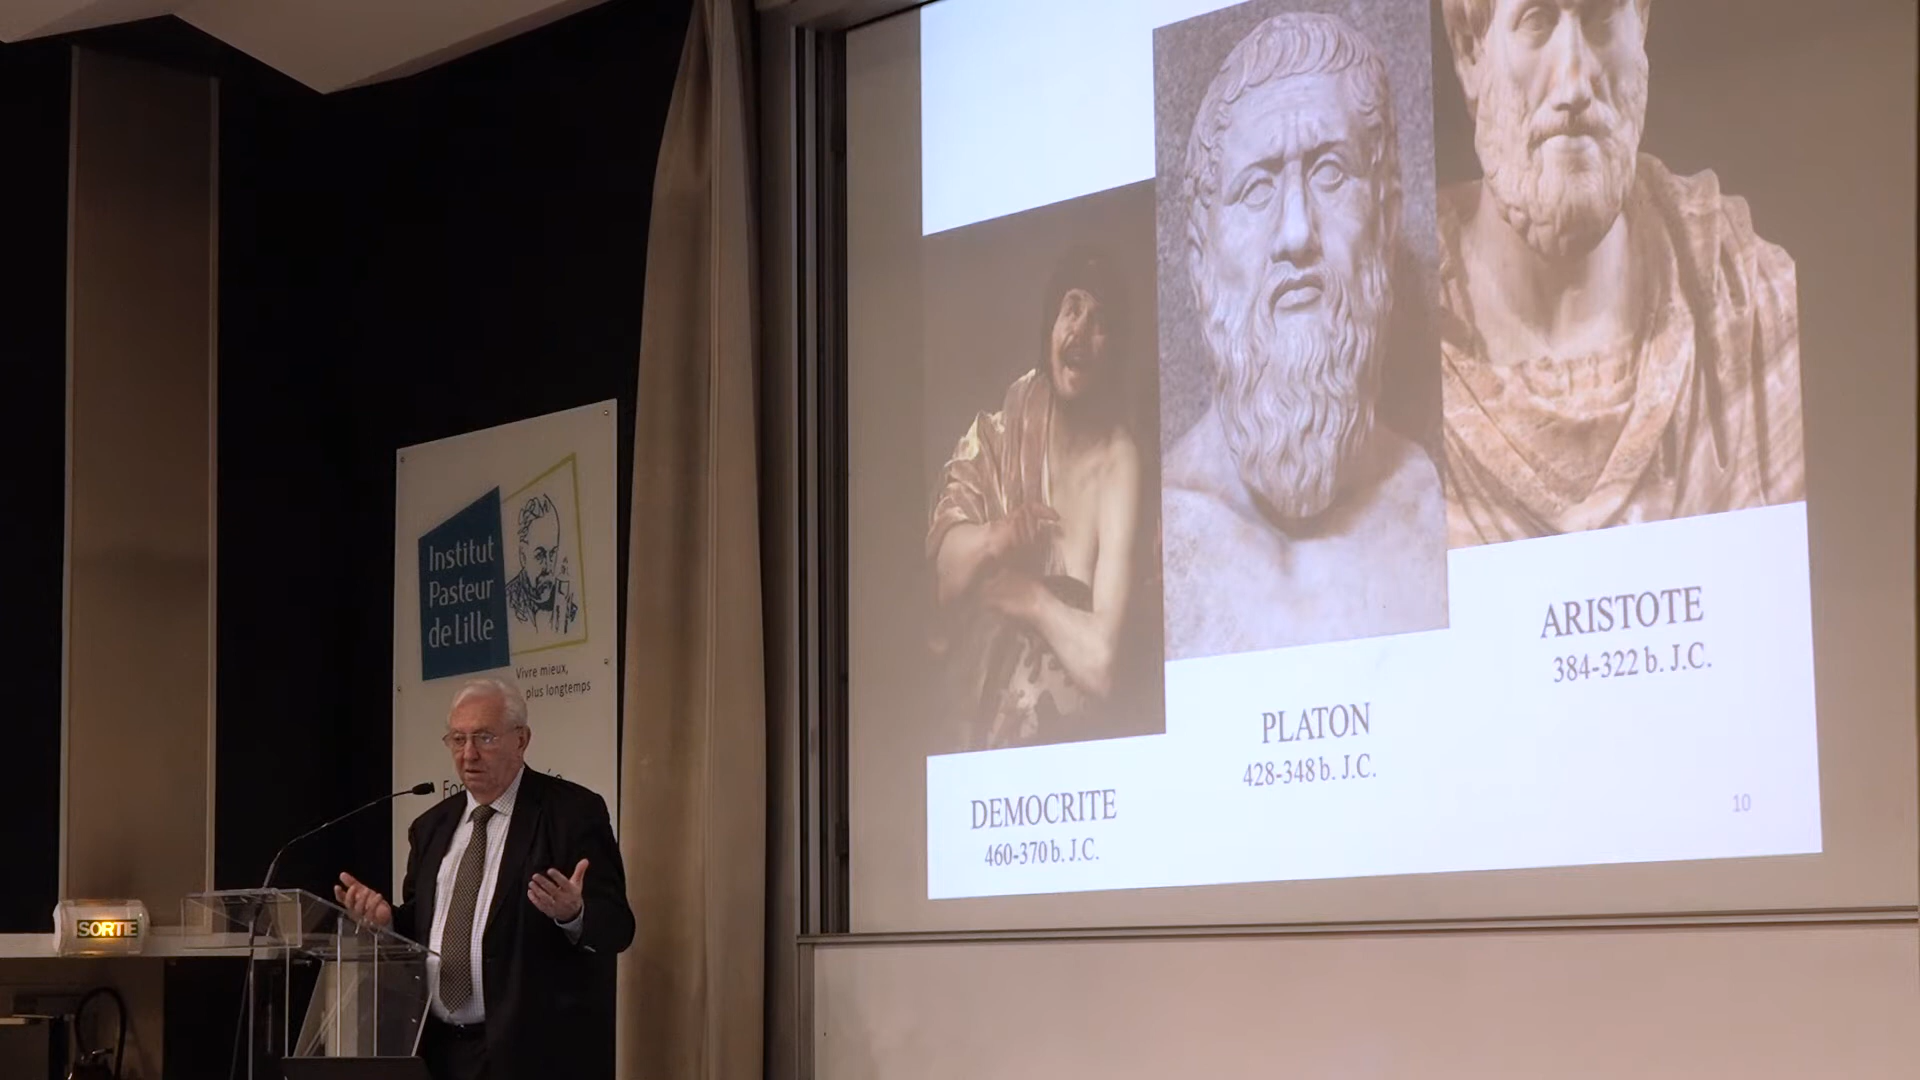 Institut
Pasteur
de Lille
Vivre mieux,
plus longtemps
SORTIE
DEMOCRITE
460-370 b. J.C.
PLATON
428-348 b. J.C.
ARISTOTE
384-322 b. J.C.
10